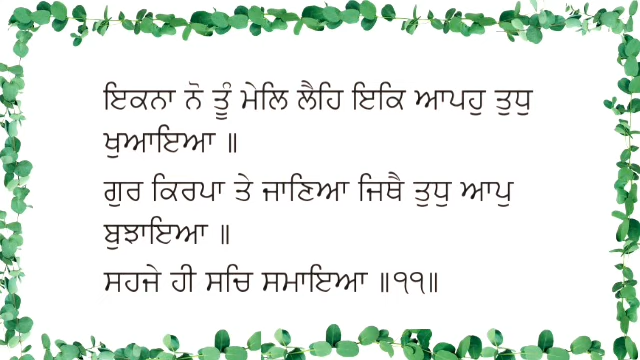 ਇਕਨਾ ਨੋ ਤੂੰ ਮੇਲਿ ਲੈਹਿ ਇਕਿ ਆਪਹੁ ਤੁਧੁ
ਖੁਆਇਆ ॥
ਗੁਰ ਕਿਰਪਾ ਤੇ ਜਾਣਿਆ ਜਿਥੈ ਤੁਧੁ ਆਪੁ
ਬੁਝਾਇਆ ॥
ਸਹਜੇ ਹੀ ਸਚਿ ਸਮਾਇਆ ॥੧੧॥